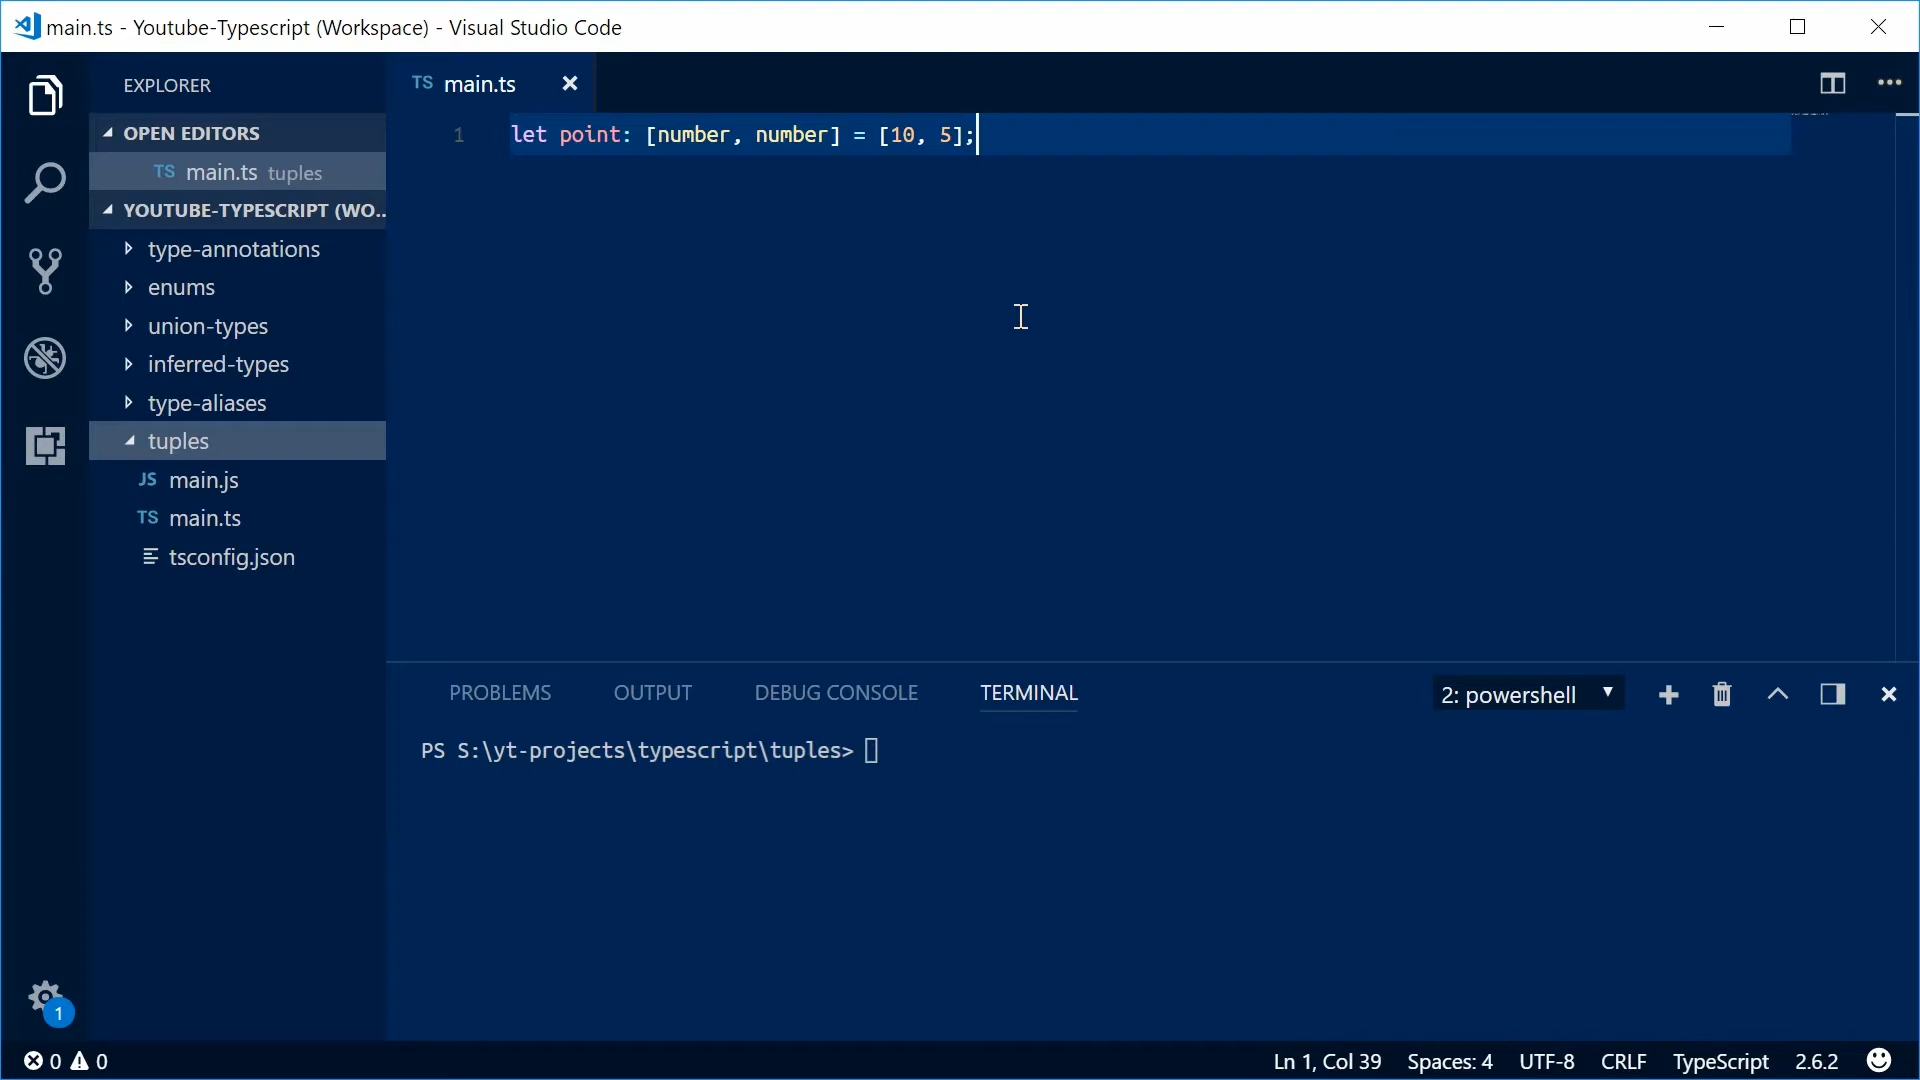 main.ts - Youtube-Typescript (Workspace) - Visual Studio Code
EXPLORER
OPEN EDITORS
TS main.ts tuples
YOUTUBE-TYPESCRIPT (WO...
type-annotations
enums
union-types
inferred-types
type-aliases
tuples
JS main.js
TS main.ts
tsconfig.json
1
TS main.ts
1 let point: [number, number] = [10, 5];
PROBLEMS OUTPUT DEBUG CONSOLE TERMINAL 2: powershell
PS S:\yt-projects\typescript\tuples>
0 0 Ln 1, Col 39 Spaces: 4 UTF-8 CRLF TypeScript 2.6.2